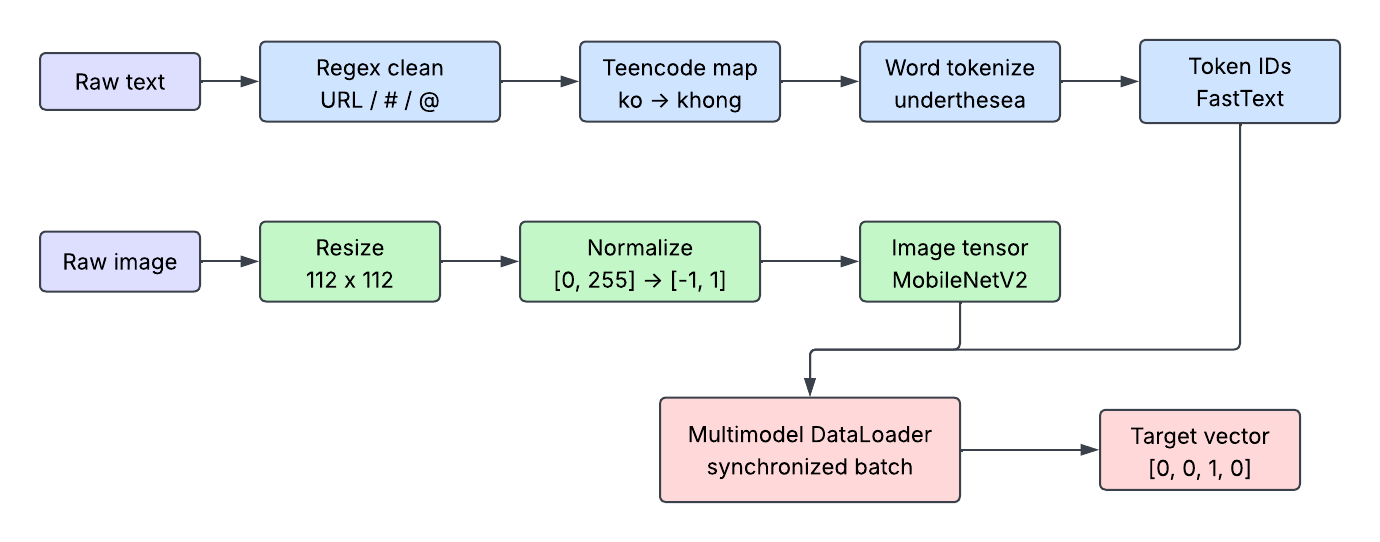 Raw text
Regex clean
URL / # / @
Teencode map
ko → khong
Word tokenize
underthesea
Token IDs
FastText
Raw image
Resize
112 x 112
Normalize
[0, 255] → [-1, 1]
Image tensor
MobileNetV2
Multimodel DataLoader
synchronized batch
Target vector
[0, 0, 1, 0]